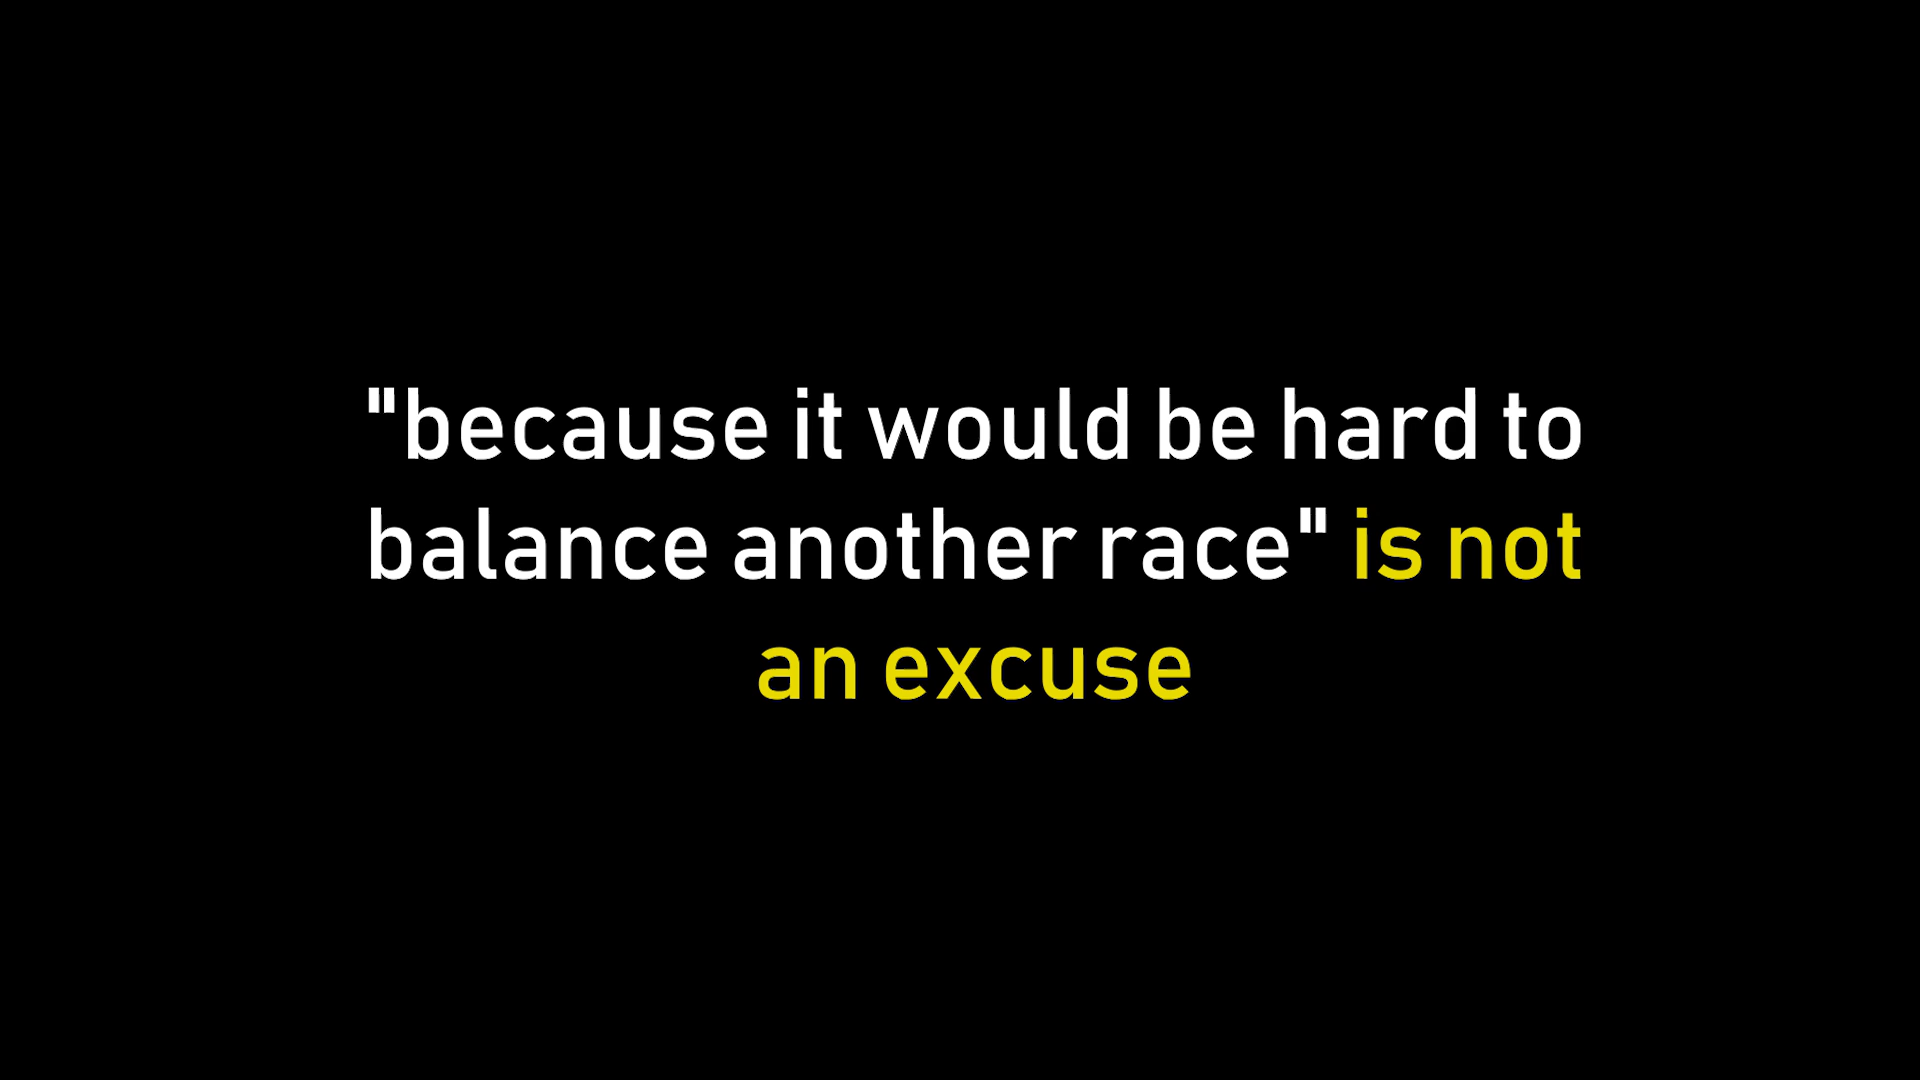 "because it would be hard to
balance another race" is not
an excuse